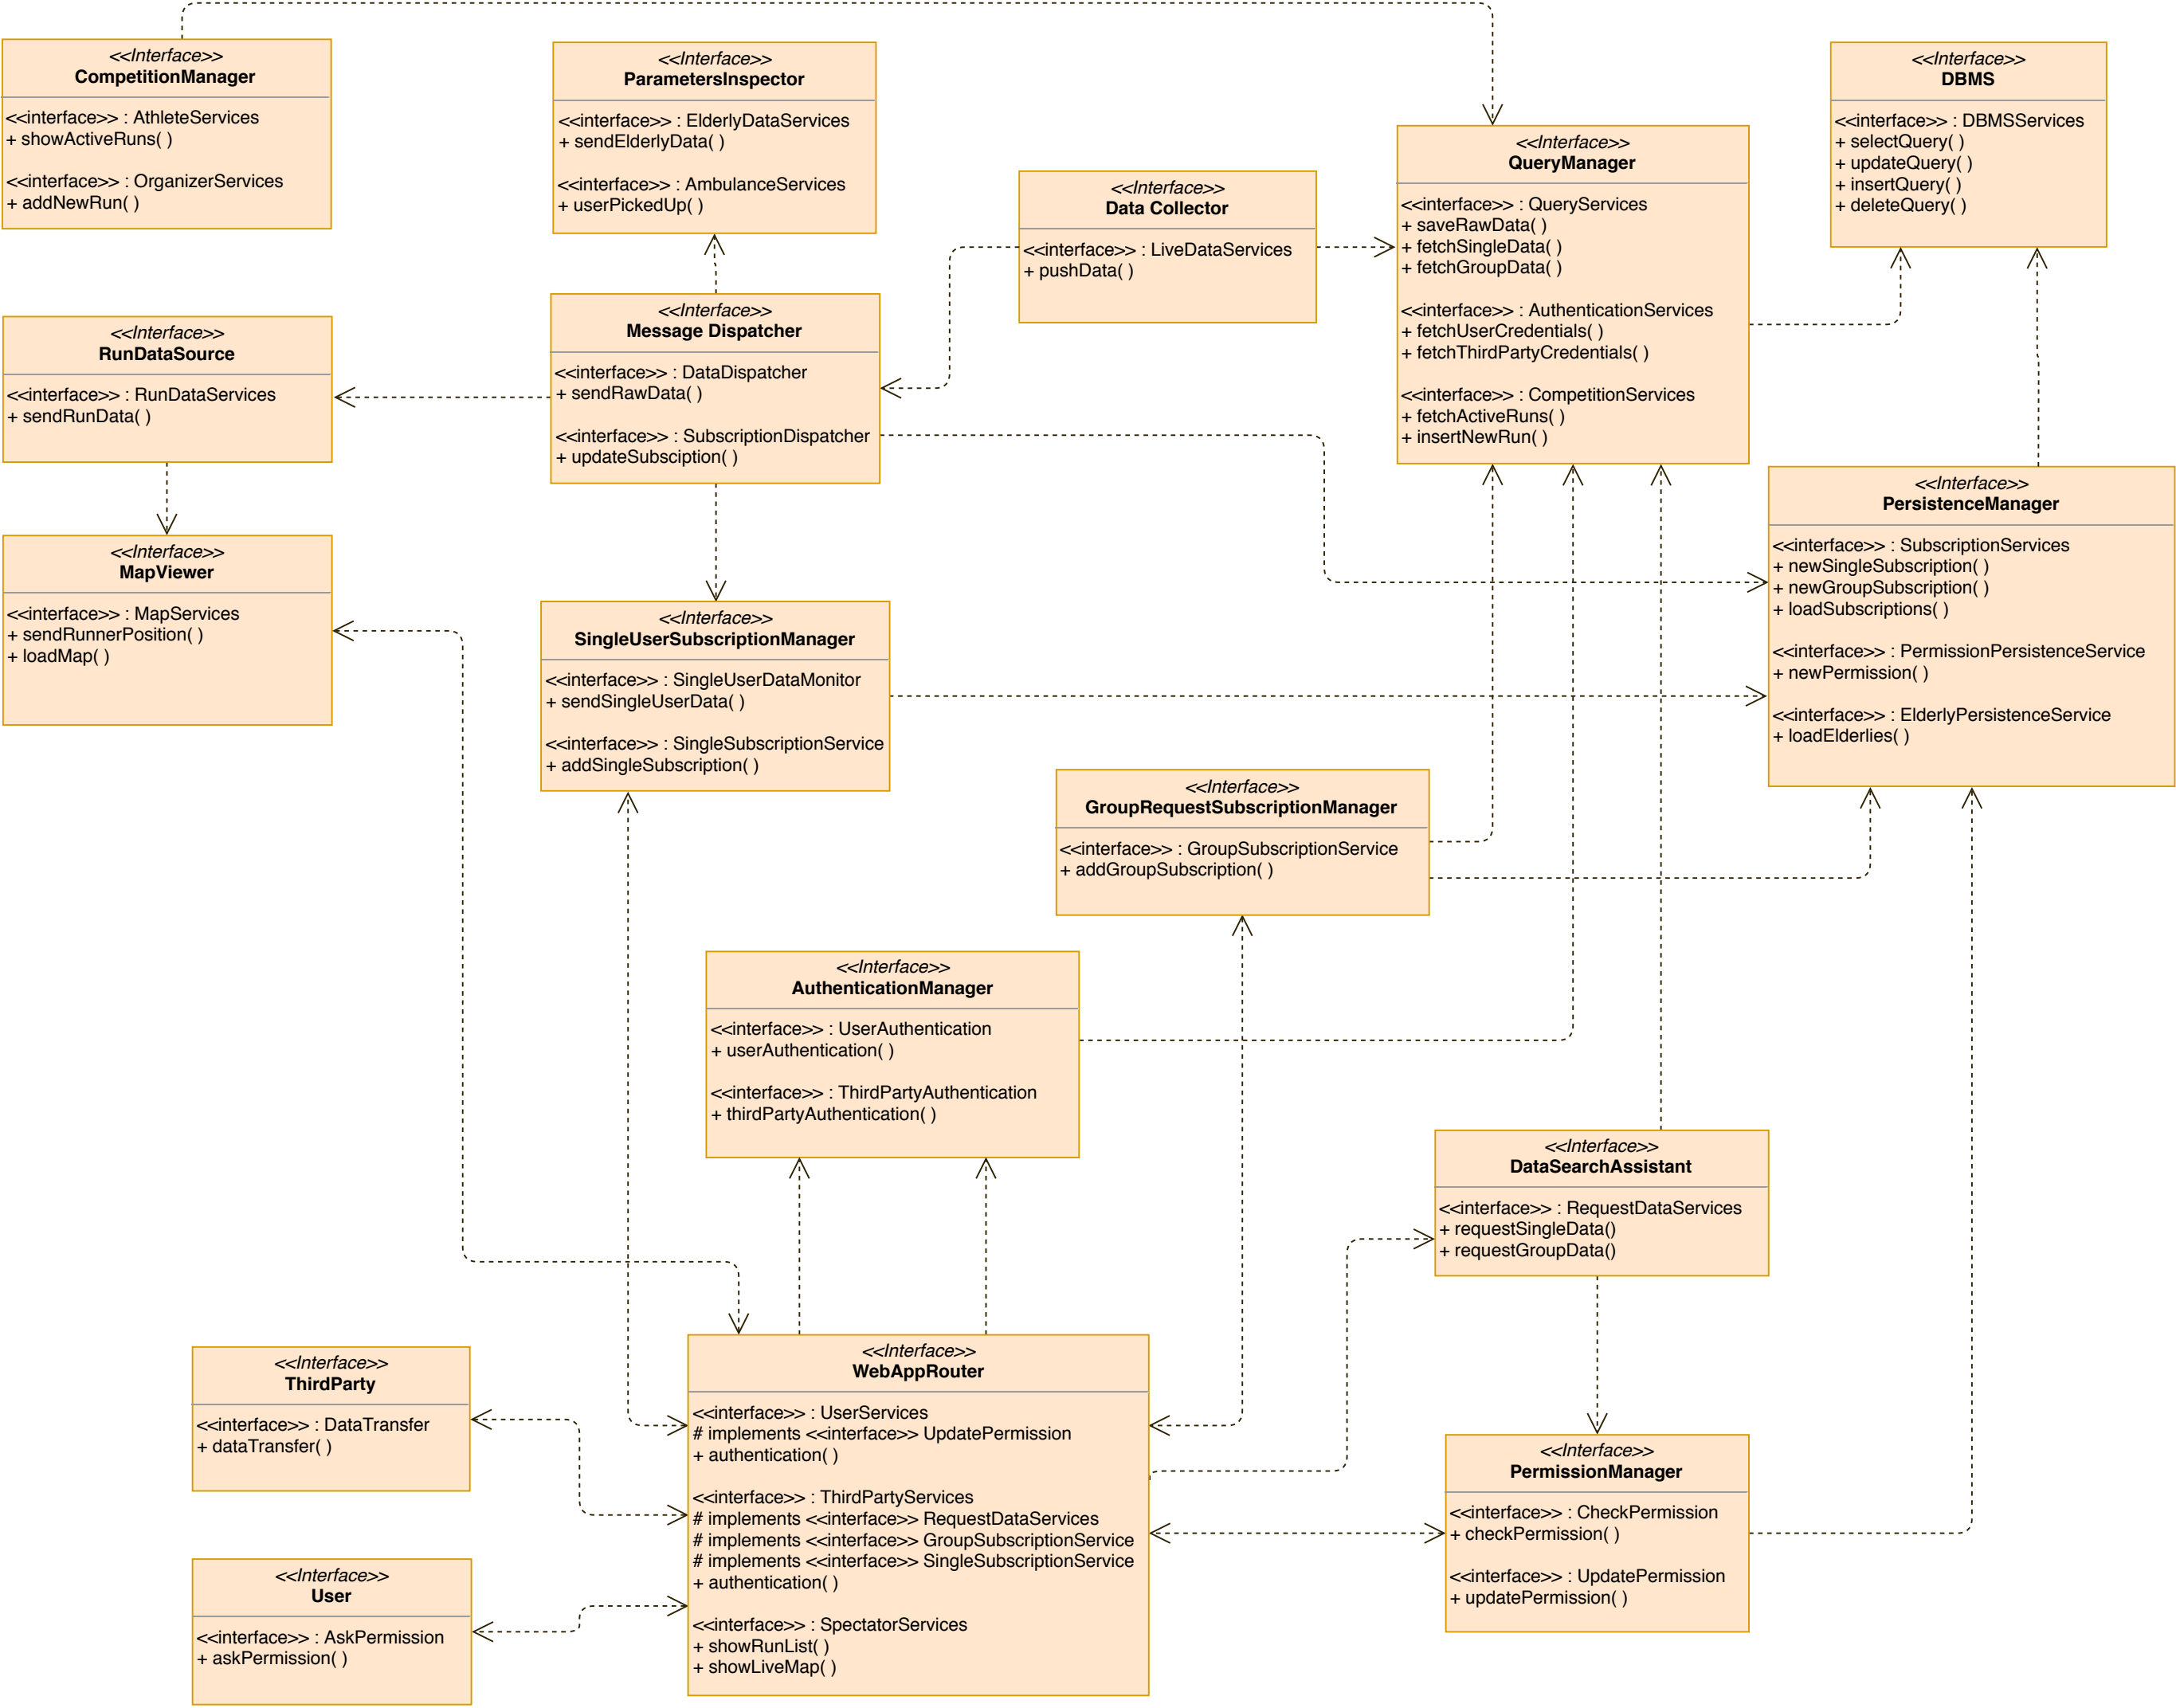 <<Interface>>
CompetitionManager
<<interface>> : AthleteServices
+ showActiveRuns( )
<<interface>> : OrganizerServices
+ addNewRun( )
<<Interface>>
ParametersInspector
<<interface>> : ElderlyDataServices
+ sendElderlyData( )
<<interface>> : AmbulanceServices
+ userPickedUp( )
<<Interface>>
Data Collector
<<interface>> : LiveDataServices
+ pushData( )
<<Interface>>
QueryManager
<<interface>> : QueryServices
+ saveRawData( )
+ fetchSingleData( )
+ fetchGroupData( )
<<interface>> : AuthenticationServices
+ fetchUserCredentials( )
+ fetchThirdPartyCredentials( )
<<interface>> : CompetitionServices
+ fetchActiveRuns( )
+ insertNewRun( )
<<Interface>>
DBMS
<<interface>> : DBMSServices
+ selectQuery( )
+ updateQuery( )
+ insertQuery( )
+ deleteQuery( )
<<Interface>>
RunDataSource
<<interface>> : RunDataServices
+ sendRunData( )
<<Interface>>
Message Dispatcher
<<interface>> : DataDispatcher
+ sendRawData( )
<<interface>> : SubscriptionDispatcher
+ updateSubsciption( )
<<Interface>>
PersistenceManager
<<interface>> : SubscriptionServices
+ newSingleSubscription( )
+ newGroupSubscription( )
+ loadSubscriptions( )
<<interface>> : PermissionPersistenceService
+ newPermission( )
<<interface>> : ElderlyPersistenceService
+ loadElderlies( )
<<Interface>>
MapViewer
<<interface>> : MapServices
+ sendRunnerPosition( )
+ loadMap( )
<<Interface>>
SingleUserSubscriptionManager
<<interface>> : SingleUserDataMonitor
+ sendSingleUserData( )
<<interface>> : SingleSubscriptionService
+ addSingleSubscription( )
<<Interface>>
GroupRequestSubscriptionManager
<<interface>> : GroupSubscriptionService
+ addGroupSubscription( )
<<Interface>>
AuthenticationManager
<<interface>> : UserAuthentication
+ userAuthentication( )
<<interface>> : ThirdPartyAuthentication
+ thirdPartyAuthentication( )
<<Interface>>
DataSearchAssistant
<<interface>> : RequestDataServices
+ requestSingleData()
+ requestGroupData()
<<Interface>>
ThirdParty
<<interface>> : DataTransfer
+ dataTransfer( )
<<Interface>>
WebAppRouter
<<interface>> : UserServices
# implements <<interface>> UpdatePermission
+ authentication( )
<<interface>> : ThirdPartyServices
# implements <<interface>> RequestDataServices
# implements <<interface>> GroupSubscriptionService
# implements <<interface>> SingleSubscriptionService
+ authentication( )
<<interface>> : SpectatorServices
+ showRunList( )
+ showLiveMap( )
<<Interface>>
PermissionManager
<<interface>> : CheckPermission
+ checkPermission( )
<<interface>> : UpdatePermission
+ updatePermission( )
<<Interface>>
User
<<interface>> : AskPermission
+ askPermission( )